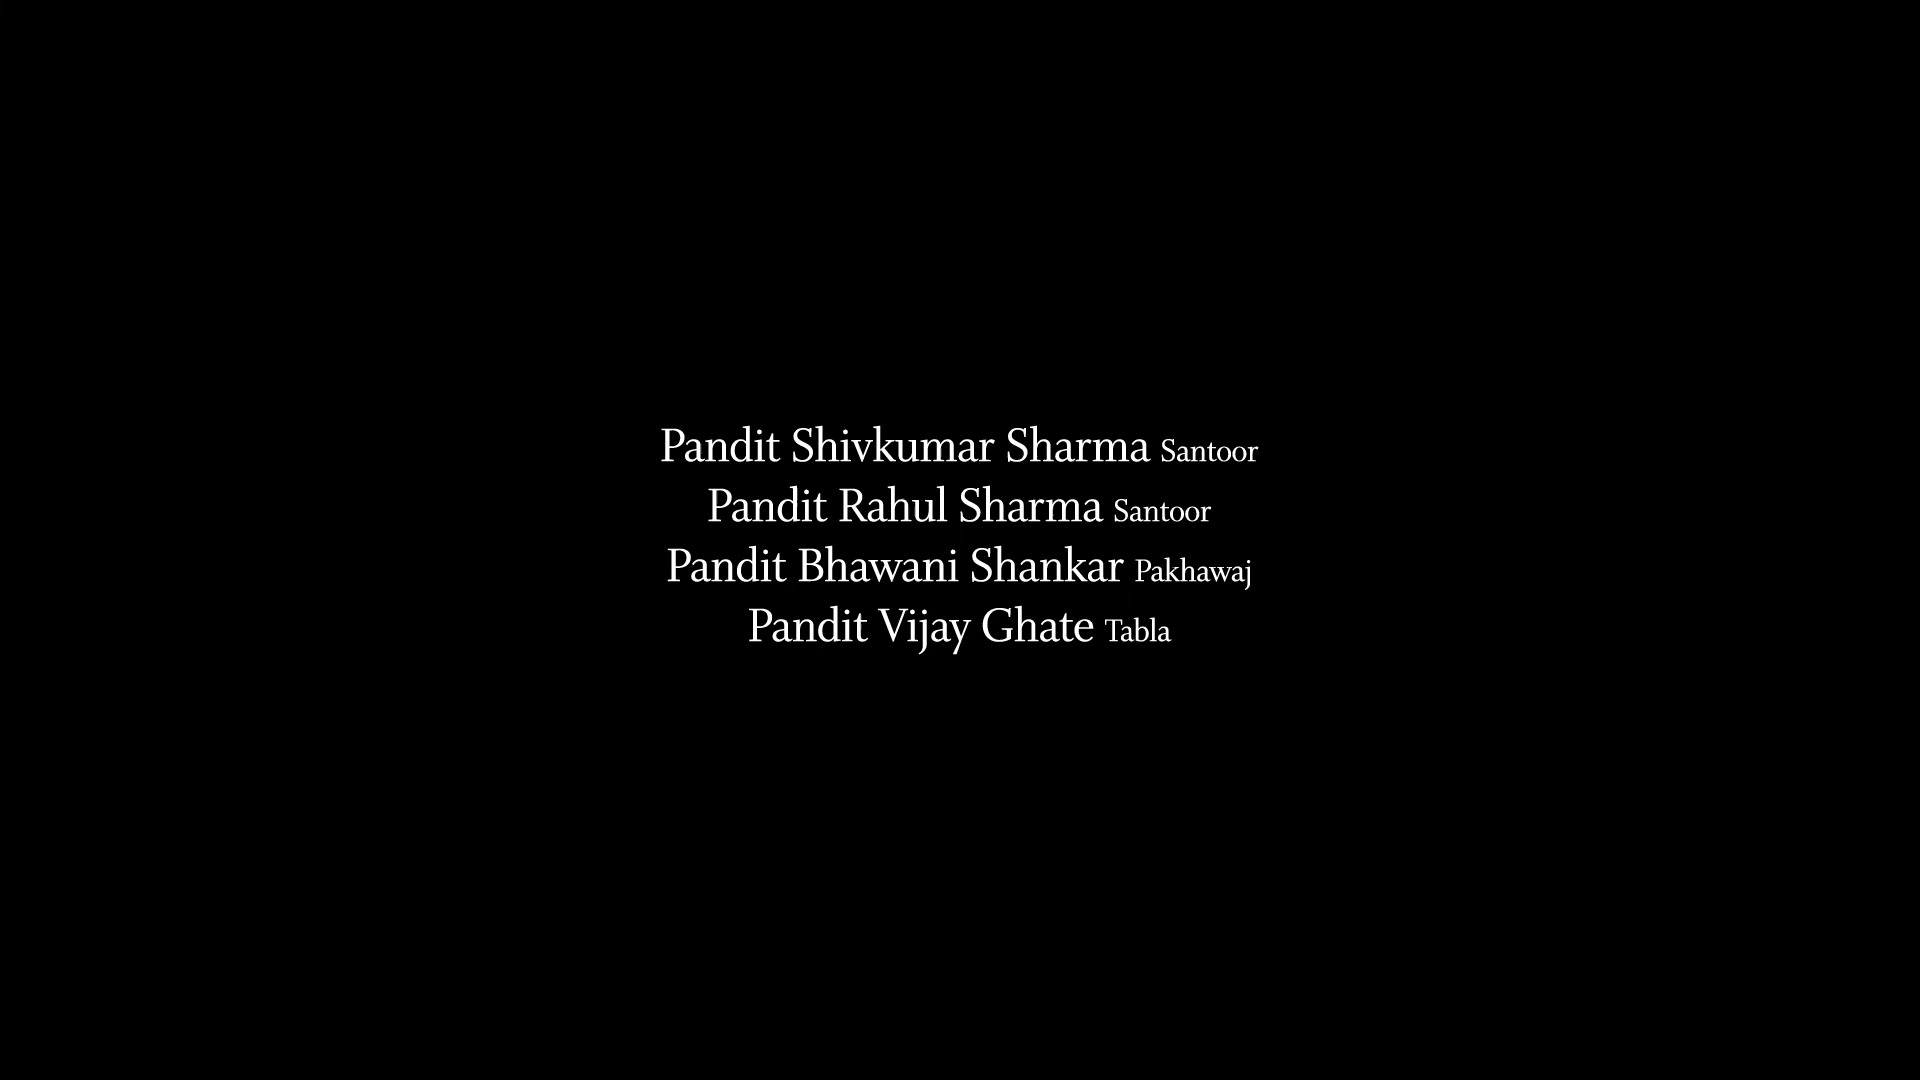 Pandit Shivkumar Sharma Santoor
Pandit Rahul Sharma Santoor
Pandit Bhawani Shankar Pakhawaj
Pandit Vijay Ghate Tabla